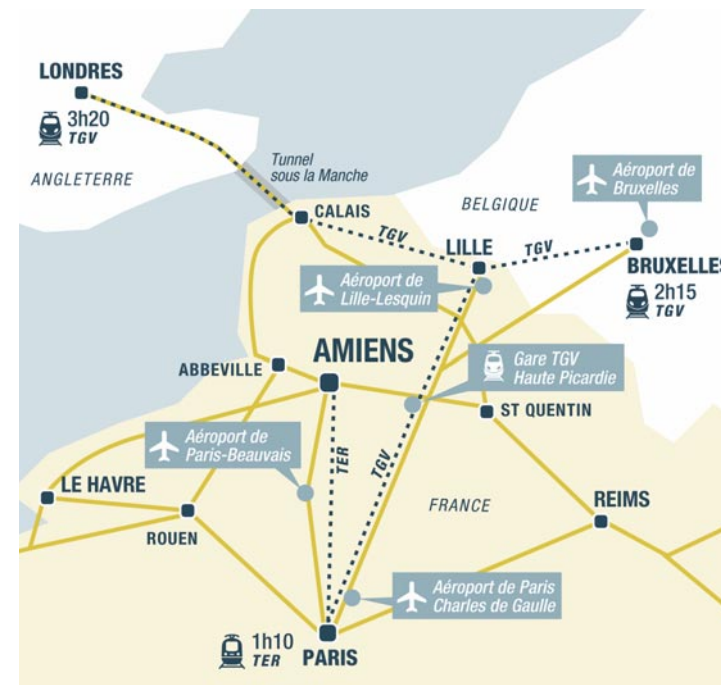 LONDRES
3h20
TGV
ANGLETERRE
Tunnel
sous la Manche
CALAIS
TGV
BELGIQUE
Aéroport de
Bruxelles
LILLE
TGV
BRUXELLES
2h15
TGV
Aéroport de
Lille-Lesquin
ABBEVILLE
AMIENS
Gare TGV
Haute Picardie
ST QUENTIN
Aéroport de
Paris-Beauvais
TER
TGV
LE HAVRE
ROUEN
FRANCE
REIMS
Aéroport de Paris
Charles de Gaulle
1h10
TER
PARIS